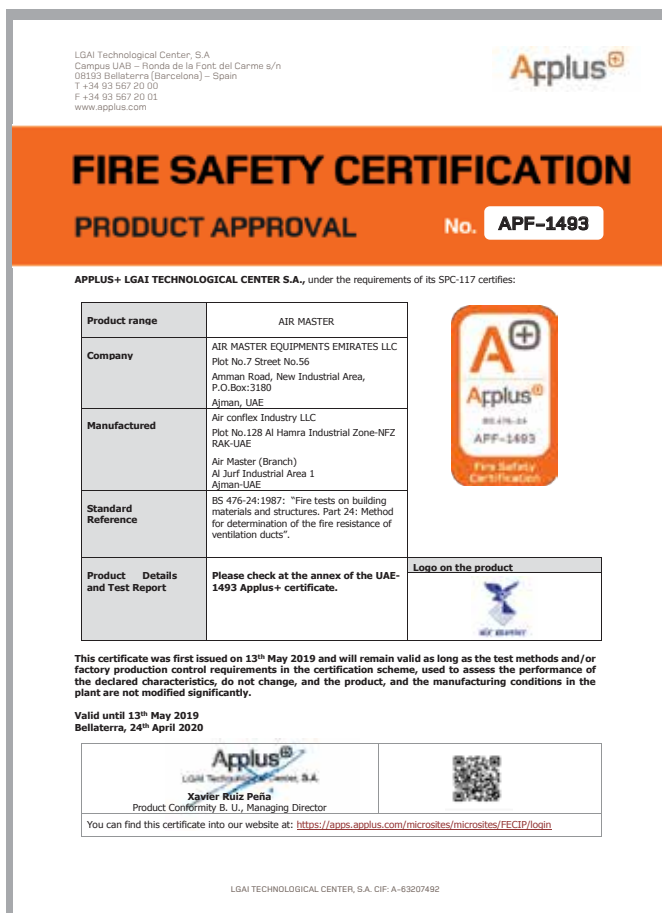 LGAI Technological Center, S.A
Campus UAB – Ronda de la Font del Carme s/n
08193 Bellaterra (Barcelona) – Spain
T +34 93 567 20 00
F +34 93 567 20 01
www.applus.com
Applus+
FIRE SAFETY CERTIFICATION
PRODUCT APPROVAL
No. APF-1493
APPLUS+ LGAI TECHNOLOGICAL CENTER S.A., under the requirements of its SPC-117 certifies:
Product range
AIR MASTER
Company
AIR MASTER EQUIPMENTS EMIRATES LLC
Plot No.7 Street No.56
Amman Road, New Industrial Area,
P.O.Box:3180
Ajman, UAE
Manufactured
Air conflex Industry LLC
Plot No.128 Al Hamra Industrial Zone-NFZ
RAK-UAE
Air Master (Branch)
Al Jurf Industrial Area 1
Ajman-UAE
Standard
Reference
BS 476-24:1987: “Fire tests on building
materials and structures. Part 24: Method
for determination of the fire resistance of
ventilation ducts”.
Product Details
and Test Report
Please check at the annex of the UAE-
1493 Applus+ certificate.
A+
Applus+
BS 476-24
APF-1493
Fire Safety
Certification
Logo on the product
air master
This certificate was first issued on 13th May 2019 and will remain valid as long as the test methods and/or
factory production control requirements in the certification scheme, used to assess the performance of
the declared characteristics, do not change, and the product, and the manufacturing conditions in the
plant are not modified significantly.
Valid until 13th May 2019
Bellaterra, 24th April 2020
Applus+
LGAI Technological Center, S.A.
Xavier Ruiz Peña
Product Conformity B. U., Managing Director
You can find this certificate into our website at: https://apps.applus.com/microsites/microsites/FECIP/login
LGAI TECHNOLOGICAL CENTER, S.A. CIF: A-63207492